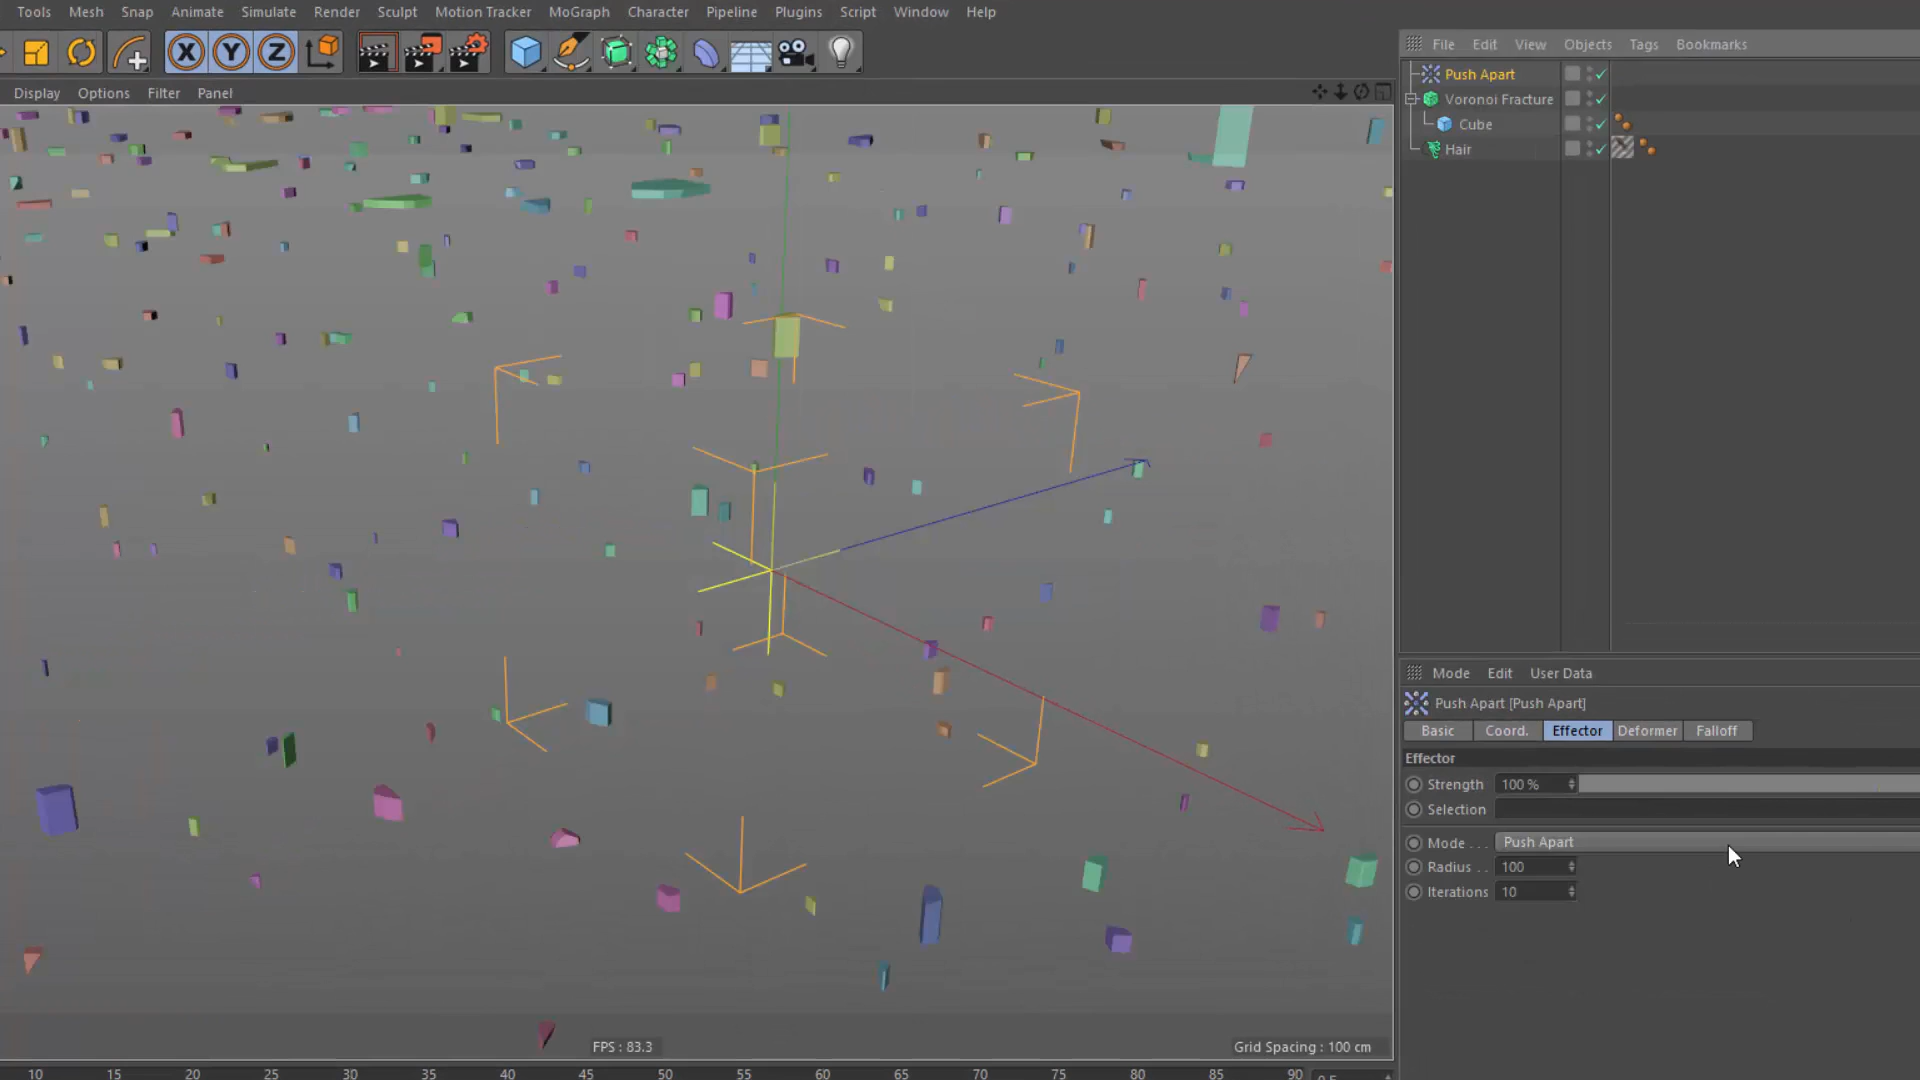 Tools Mesh Snap Animate Simulate Render Sculpt Motion Tracker MoGraph Character Pipeline Plugins Script Window Help
X Y Z
File Edit View Objects Tags Bookmarks
Display Options Filter Panel
Push Apart
Voronoi Fracture
Cube
Hair
Mode Edit User Data
Push Apart [Push Apart]
Basic Coord. Effector Deformer Falloff
Effector
Strength 100 %
Selection
Mode . . . Push Apart
Radius . . 100
Iterations 10
FPS : 83.3
Grid Spacing : 100 cm
10 15 20 25 30 35 40 45 50 55 60 65 70 75 80 85 90